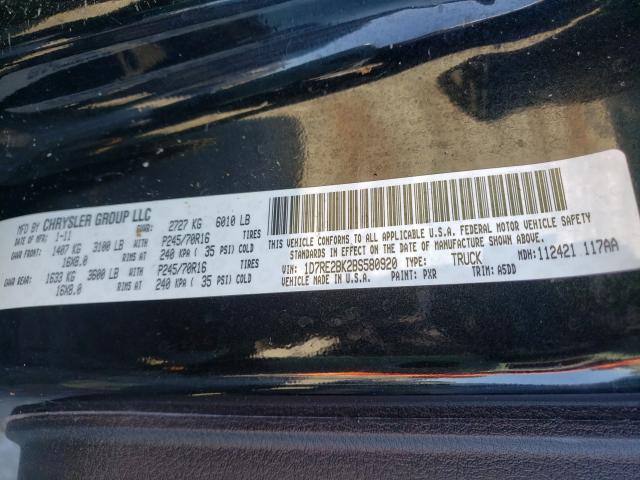 MFD BY CHRYSLER GROUP LLC
DATE OF MFR: 1-11 GVWR: 2727 KG 6010 LB
GAWR FRONT: 1407 KG 3100 LB WITH P245/70R16 TIRES
16X8.0 RIMS AT 240 KPA ( 35 PSI) COLD
GAWR REAR: 1633 KG 3600 LB WITH P245/70R16 TIRES
16X8.0 RIMS AT 240 KPA ( 35 PSI) COLD
THIS VEHICLE CONFORMS TO ALL APPLICABLE U.S.A. FEDERAL MOTOR VEHICLE SAFETY
STANDARDS IN EFFECT ON THE DATE OF MANUFACTURE SHOWN ABOVE.
VIN: 1D7RE2BK2BS580920 TYPE: TRUCK MDH: 112421 117AA
VEHICLE MADE IN U.S.A. PAINT: PXR TRIM: A5DD